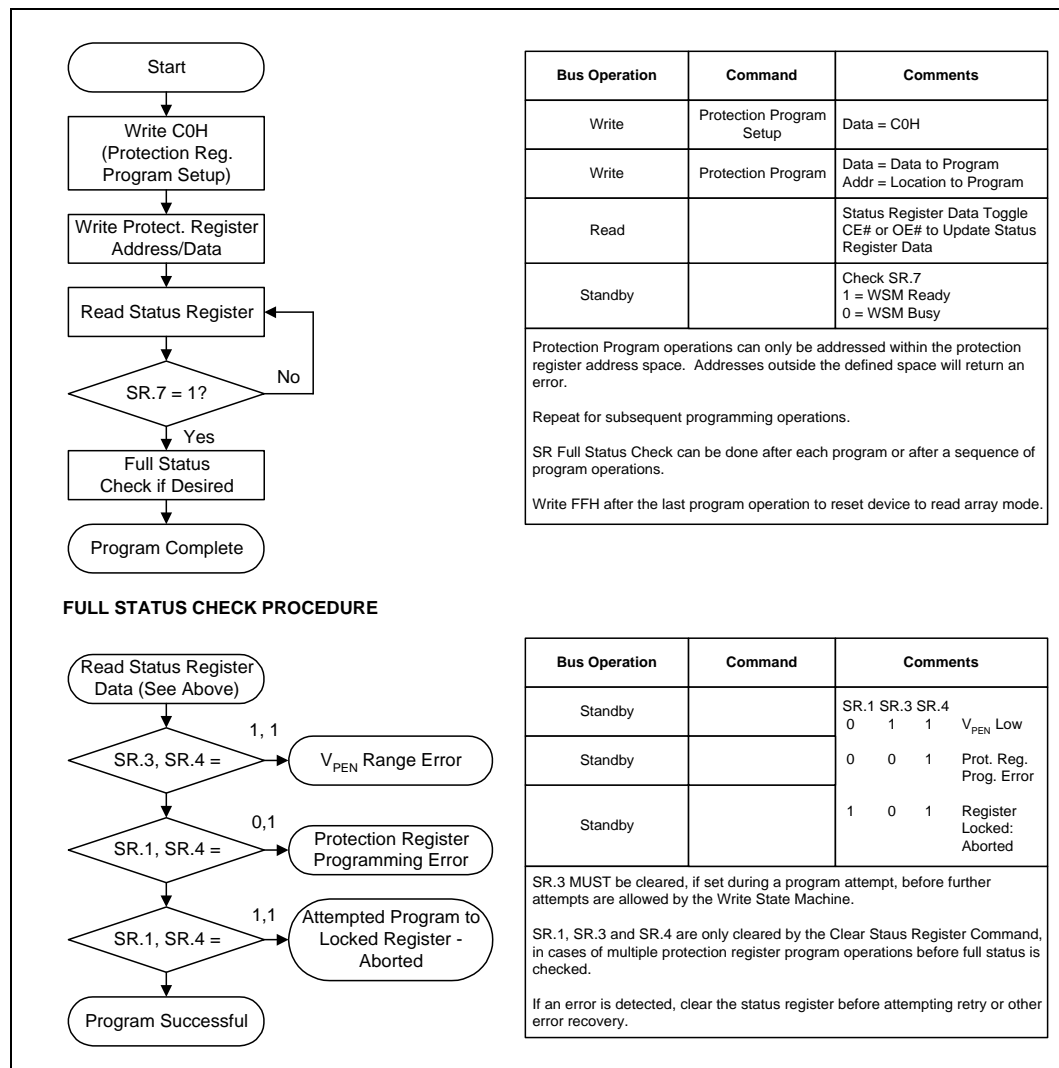 Start
Write C0H
(Protection Reg.
Program Setup)
Write Protect. Register
Address/Data
Read Status Register
No
SR.7 = 1?
Yes
Full Status
Check if Desired
Program Complete
Bus Operation Command Comments
Write Protection Program
Setup Data = C0H
Write Protection Program Data = Data to Program
Addr = Location to Program
Read Status Register Data Toggle
CE# or OE# to Update Status
Register Data
Standby Check SR.7
1 = WSM Ready
0 = WSM Busy
Protection Program operations can only be addressed within the protection
register address space. Addresses outside the defined space will return an
error.
Repeat for subsequent programming operations.
SR Full Status Check can be done after each program or after a sequence of
program operations.
Write FFH after the last program operation to reset device to read array mode.
FULL STATUS CHECK PROCEDURE
Read Status Register
Data (See Above)
1, 1
SR.3, SR.4 =
VPEN Range Error
0,1
SR.1, SR.4 =
Protection Register
Programming Error
1,1
SR.1, SR.4 =
Attempted Program to
Locked Register -
Aborted
Program Successful
Bus Operation Command Comments
Standby SR.1 SR.3 SR.4
0 1 1 VPEN Low
Standby 0 0 1 Prot. Reg.
Prog. Error
Standby 1 0 1 Register
Locked:
Aborted
SR.3 MUST be cleared, if set during a program attempt, before further
attempts are allowed by the Write State Machine.
SR.1, SR.3 and SR.4 are only cleared by the Clear Staus Register Command,
in cases of multiple protection register program operations before full status is
checked.
If an error is detected, clear the status register before attempting retry or other
error recovery.